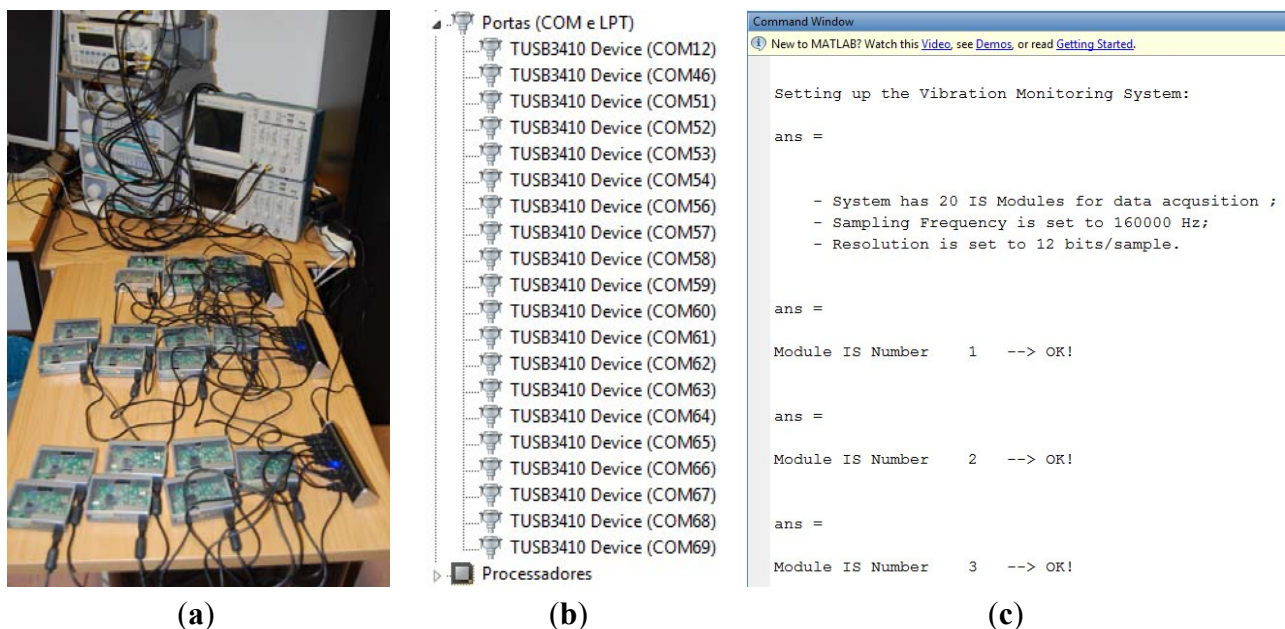 Portas (COM e LPT)
TUSB3410 Device (COM12)
TUSB3410 Device (COM46)
TUSB3410 Device (COM51)
TUSB3410 Device (COM52)
TUSB3410 Device (COM53)
TUSB3410 Device (COM54)
TUSB3410 Device (COM56)
TUSB3410 Device (COM57)
TUSB3410 Device (COM58)
TUSB3410 Device (COM59)
TUSB3410 Device (COM60)
TUSB3410 Device (COM61)
TUSB3410 Device (COM62)
TUSB3410 Device (COM63)
TUSB3410 Device (COM64)
TUSB3410 Device (COM65)
TUSB3410 Device (COM66)
TUSB3410 Device (COM67)
TUSB3410 Device (COM68)
TUSB3410 Device (COM69)
Processadores
Command Window
New to MATLAB? Watch this Video, see Demos, or read Getting Started.
Setting up the Vibration Monitoring System:
ans =
- System has 20 IS Modules for data acqusition ;
- Sampling Frequency is set to 160000 Hz;
- Resolution is set to 12 bits/sample.
ans =
Module IS Number 1 --> OK!
ans =
Module IS Number 2 --> OK!
ans =
Module IS Number 3 --> OK!
(a)
(b)
(c)